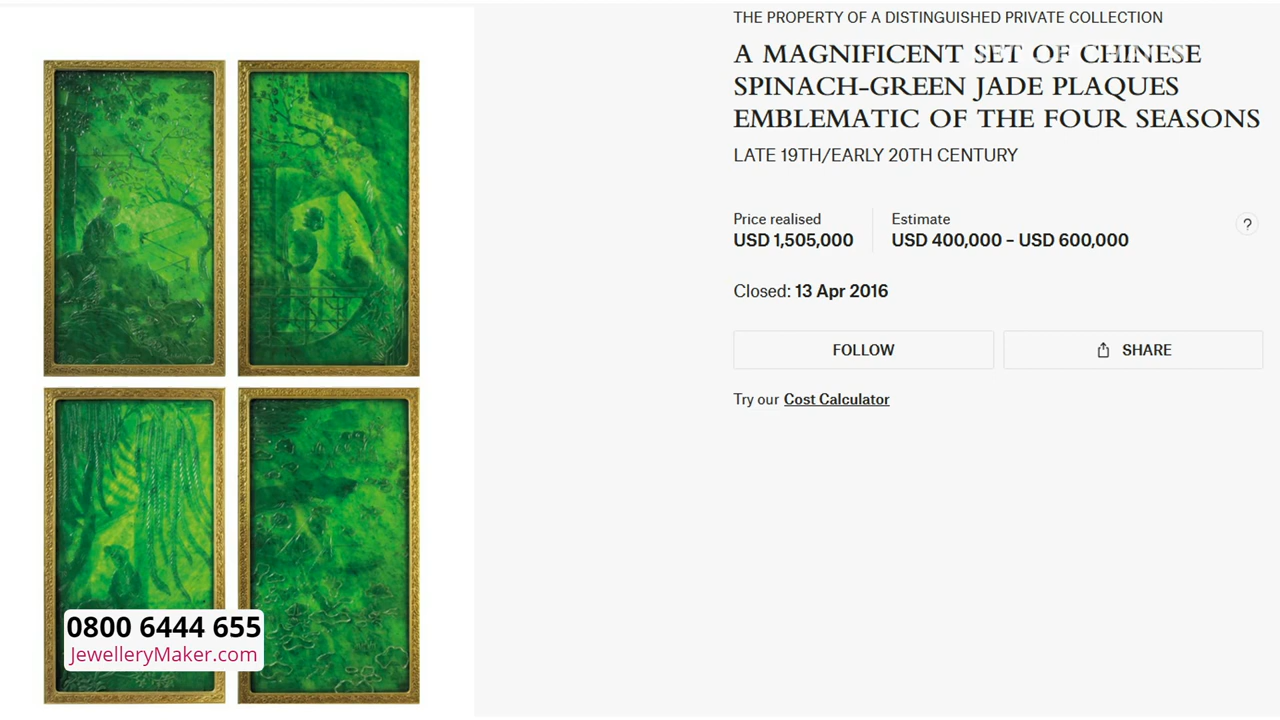 THE PROPERTY OF A DISTINGUISHED PRIVATE COLLECTION
A MAGNIFICENT SET OF CHINESE
SPINACH-GREEN JADE PLAQUES
EMBLEMATIC OF THE FOUR SEASONS
LATE 19TH/EARLY 20TH CENTURY
Price realised
USD 1,505,000
Estimate
USD 400,000 – USD 600,000
?
Closed: 13 Apr 2016
FOLLOW
SHARE
Try our Cost Calculator
0800 6444 655
JewelleryMaker.com